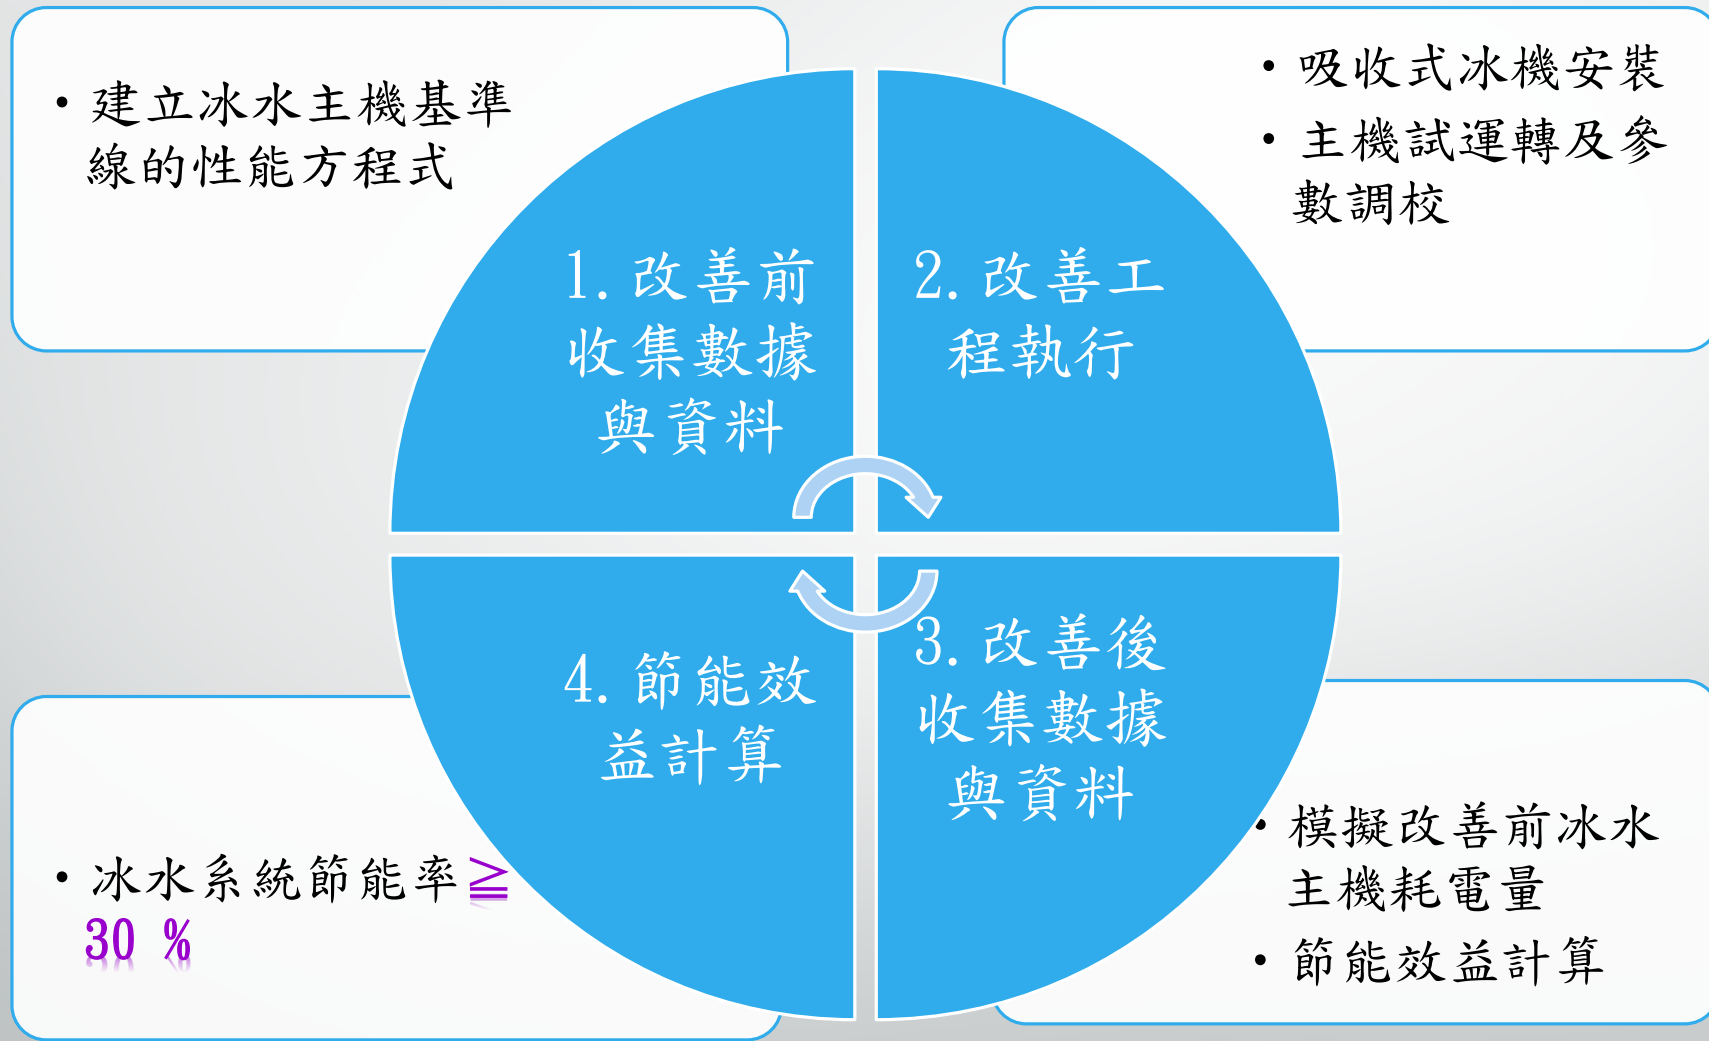 • 建立冰水主機基準
線的性能方程式
• 吸收式冰機安裝
• 主機試運轉及參
數調校
1.改善前
收集數據
與資料
2.改善工
程執行
3.改善後
收集數據
與資料
4.節能效
益計算
• 冰水系統節能率≧
30 %
• 模擬改善前冰水
主機耗電量
• 節能效益計算